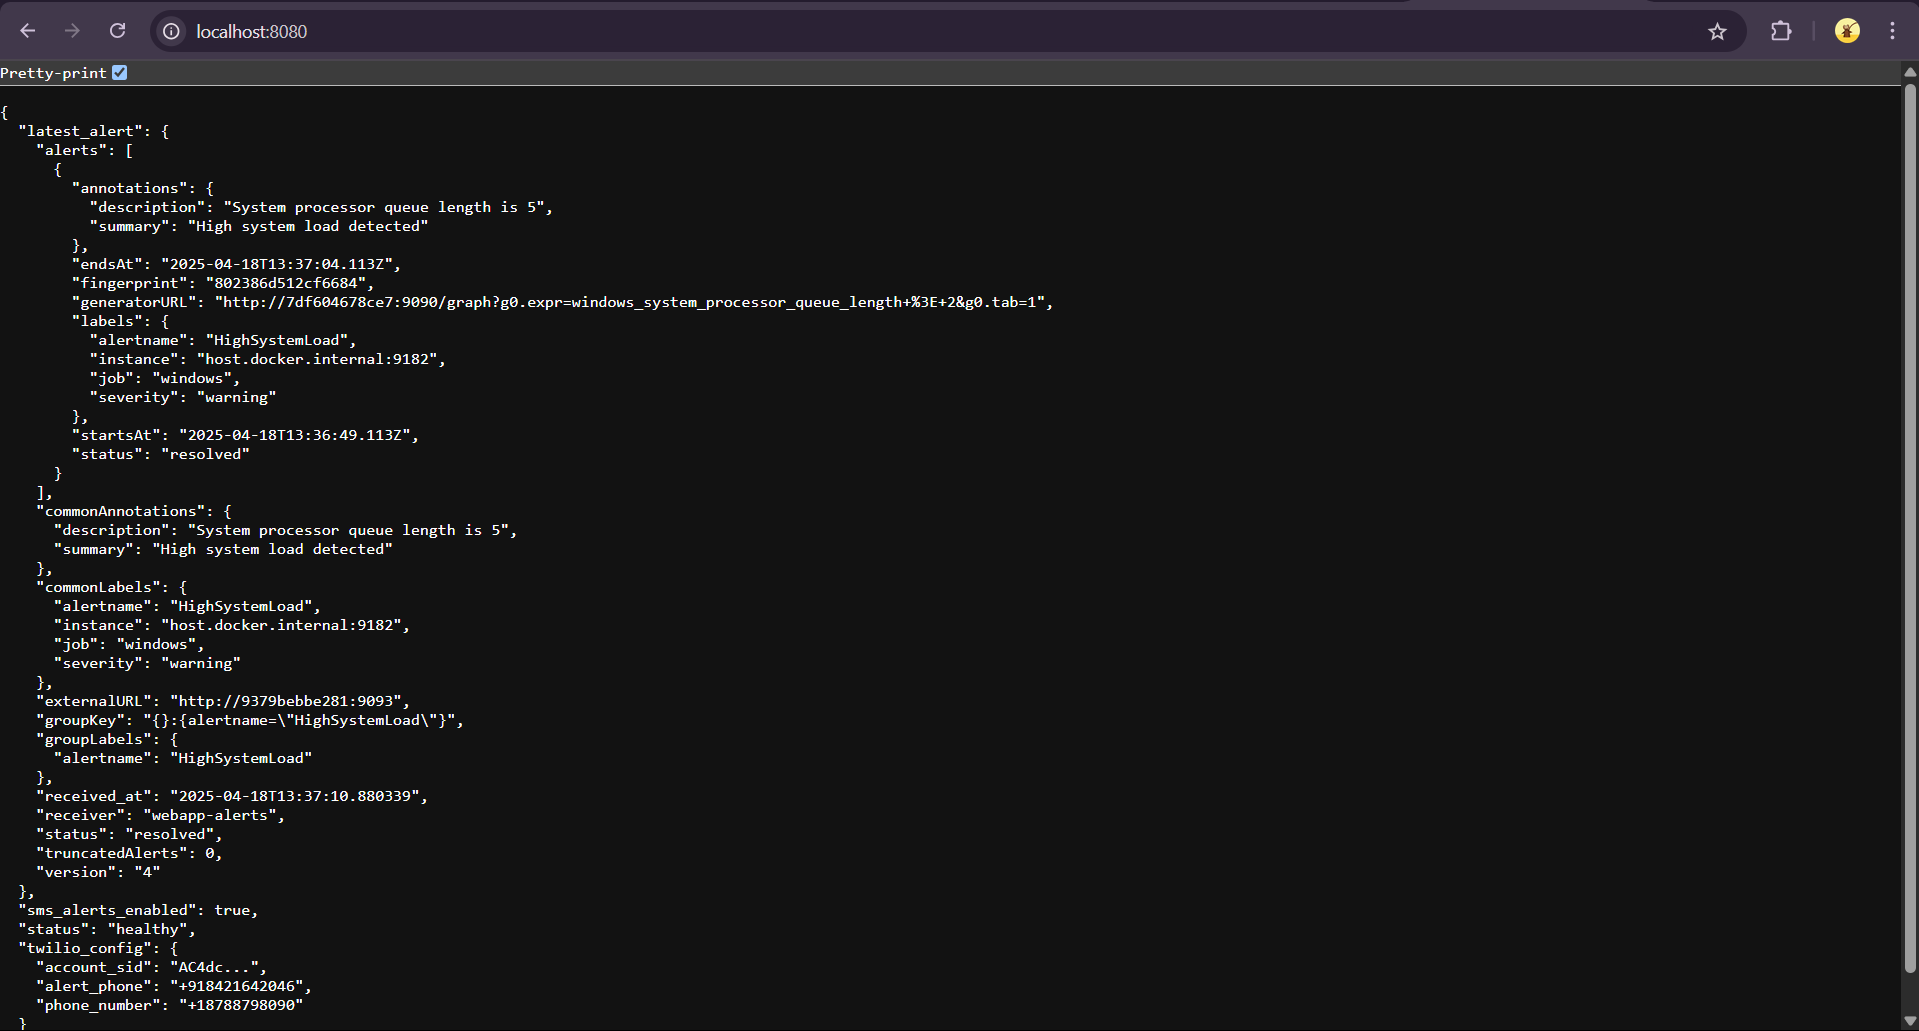 localhost:8080
Pretty-print
{
  "latest_alert": {
    "alerts": [
      {
        "annotations": {
          "description": "System processor queue length is 5",
          "summary": "High system load detected"
        },
        "endsAt": "2025-04-18T13:37:04.113Z",
        "fingerprint": "802386d512cf6684",
        "generatorURL": "http://7df604678ce7:9090/graph?g0.expr=windows_system_processor_queue_length+%3E+2&g0.tab=1",
        "labels": {
          "alertname": "HighSystemLoad",
          "instance": "host.docker.internal:9182",
          "job": "windows",
          "severity": "warning"
        },
        "startsAt": "2025-04-18T13:36:49.113Z",
        "status": "resolved"
      }
    ],
    "commonAnnotations": {
      "description": "System processor queue length is 5",
      "summary": "High system load detected"
    },
    "commonLabels": {
      "alertname": "HighSystemLoad",
      "instance": "host.docker.internal:9182",
      "job": "windows",
      "severity": "warning"
    },
    "externalURL": "http://9379bebbe281:9093",
    "groupKey": "{}:{alertname=\"HighSystemLoad\"}",
    "groupLabels": {
      "alertname": "HighSystemLoad"
    },
    "received_at": "2025-04-18T13:37:10.880339",
    "receiver": "webapp-alerts",
    "status": "resolved",
    "truncatedAlerts": 0,
    "version": "4"
  },
  "sms_alerts_enabled": true,
  "status": "healthy",
  "twilio_config": {
    "account_sid": "AC4dc...",
    "alert_phone": "+918421642046",
    "phone_number": "+18788798090"
  }